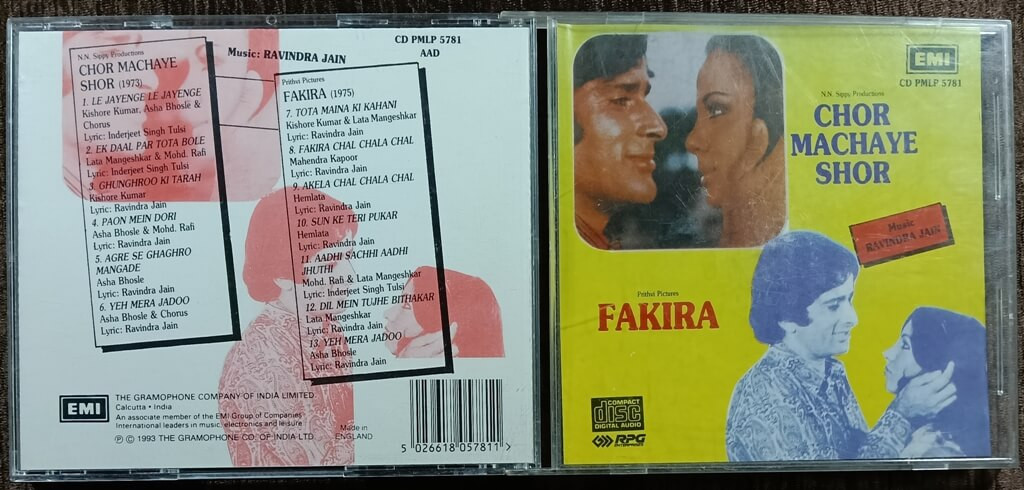 Music: RAVINDRA JAIN
CD PMLP 5781
AAD
N.N. Sippy Productions
CHOR MACHAYE
SHOR (1973)
1. LE JAYENGE LE JAYENGE
Kishore Kumar, Asha Bhosle &
Chorus
Lyric: Inderjeet Singh Tulsi
2. EK DAAL PAR TOTA BOLE
Lata Mangeshkar & Mohd. Rafi
Lyric: Inderjeet Singh Tulsi
3. GHUNGHROO KI TARAH
Kishore Kumar
Lyric: Ravindra Jain
4. PAON MEIN DORI
Asha Bhosle & Mohd. Rafi
Lyric: Ravindra Jain
5. AGRE SE GHAGHRO
MANGADE
Asha Bhosle
Lyric: Ravindra Jain
6. YEH MERA JADOO
Asha Bhosle & Chorus
Lyric: Ravindra Jain
Prithvi Pictures
FAKIRA (1975)
7. TOTA MAINA KI KAHANI
Kishore Kumar & Lata Mangeshkar
Lyric: Ravindra Jain
8. FAKIRA CHAL CHALA CHAL
Mahendra Kapoor
Lyric: Ravindra Jain
9. AKELA CHAL CHALA CHAL
Hemlata
Lyric: Ravindra Jain
10. SUN KE TERI PUKAR
Hemlata
Lyric: Ravindra Jain
11. AADHI SACHHI AADHI
JHUTHI
Mohd. Rafi & Lata Mangeshkar
Lyric: Inderjeet Singh Tulsi
12. DIL MEIN TUJHE BITHAKAR
Lata Mangeshkar
Lyric: Ravindra Jain
13. YEH MERA JADOO
Asha Bhosle
Lyric: Ravindra Jain
EMI
THE GRAMOPHONE COMPANY OF INDIA LIMITED
Calcutta • India
An associate member of the EMI Group of Companies
International leaders in music, electronics and leisure
Ⓟ © 1993 THE GRAMOPHONE CO. OF INDIA LTD.
Made in
ENGLAND
5 026618 057811 >
EMI
CD PMLP 5781
N.N. Sippy Productions
CHOR
MACHAYE
SHOR
Music
RAVINDRA JAIN
Prithvi Pictures
FAKIRA
COMPACT
disc
DIGITAL AUDIO
RPG
ENTERPRISES